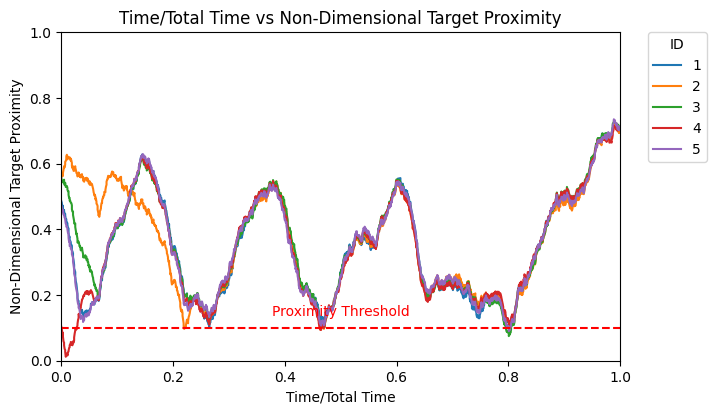 Time/Total Time vs Non-Dimensional Target Proximity
ID
1
2
3
4
5
Non-Dimensional Target Proximity
1.0
0.8
0.6
0.4
0.2
0.0
Proximity Threshold
0.0 0.2 0.4 0.6 0.8 1.0
Time/Total Time